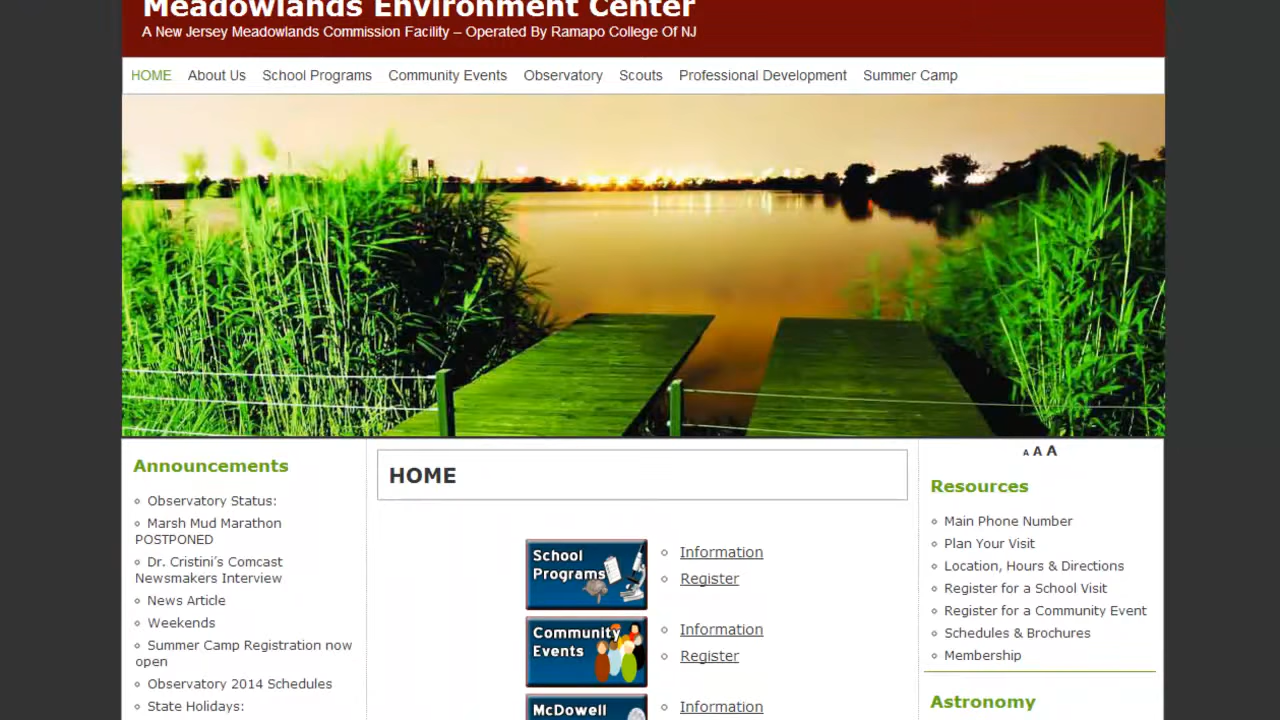 Meadowlands Environment Center
A New Jersey Meadowlands Commission Facility – Operated By Ramapo College Of NJ
HOME About Us School Programs Community Events Observatory Scouts Professional Development Summer Camp
Announcements
Observatory Status:
Marsh Mud Marathon
POSTPONED
Dr. Cristini's Comcast
Newsmakers Interview
News Article
Weekends
Summer Camp Registration now
open
Observatory 2014 Schedules
State Holidays:
HOME
School
Programs
Information
Register
Community
Events
Information
Register
McDowell
Information
A A A
Resources
Main Phone Number
Plan Your Visit
Location, Hours & Directions
Register for a School Visit
Register for a Community Event
Schedules & Brochures
Membership
Astronomy